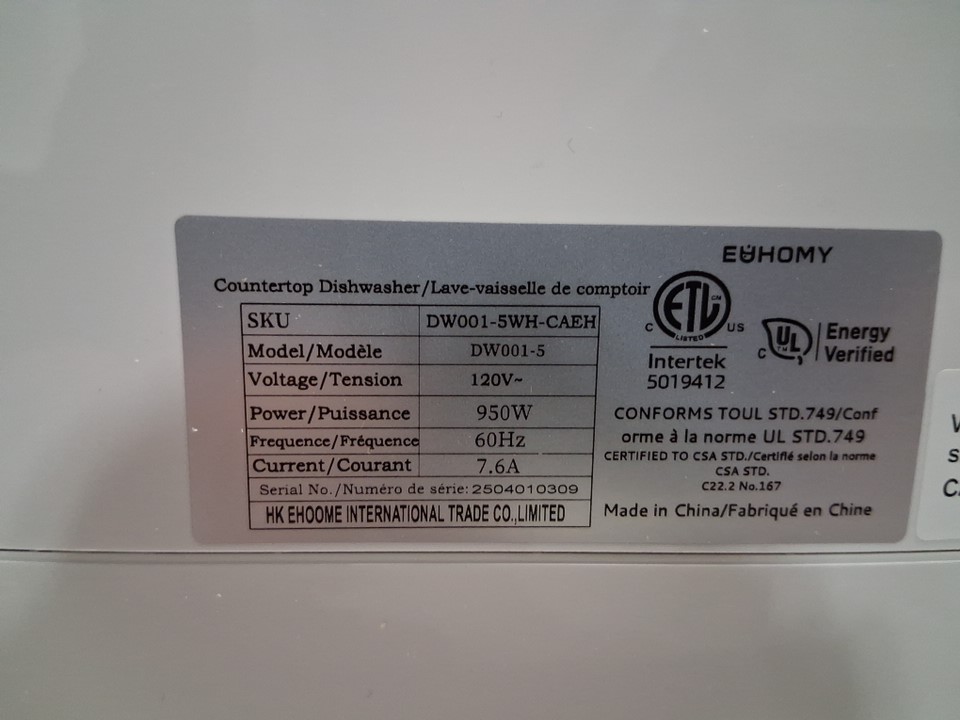 EUHOMY
Countertop Dishwasher/Lave-vaisselle de comptoir
SKU DW001-5WH-CAEH
Model/Modèle DW001-5
Voltage/Tension 120V~
Power/Puissance 950W
Frequence/Fréquence 60Hz
Current/Courant 7.6A
Serial No./Numéro de série: 2504010309
HK EHOOME INTERNATIONAL TRADE CO.,LIMITED
ETL CM
LISTED
C US
Intertek
5019412
C UL TM Energy
Verified
CONFORMS TOUL STD.749/Conf
orme à la norme UL STD.749
CERTIFIED TO CSA STD./Certifié selon la norme
CSA STD.
C22.2 No.167
Made in China/Fabriqué en Chine